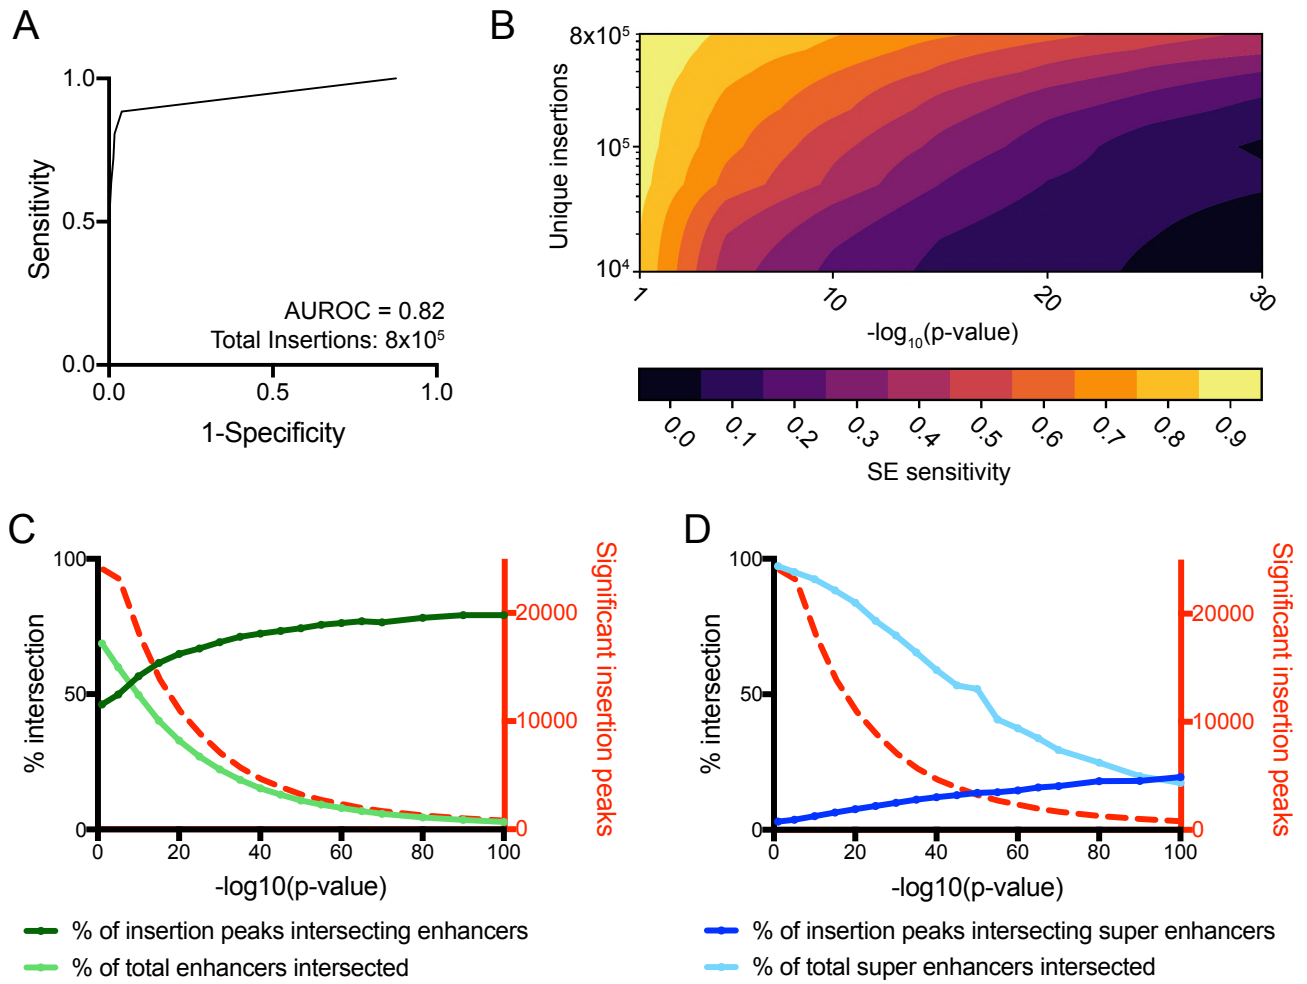 A
1.0
0.5
0.0
Sensitivity
AUROC = 0.82
Total Insertions: 8x10⁵
0.0
0.5
1.0
1-Specificity
B
8x10⁵
10⁵
10⁴
Unique insertions
1
10
20
30
-log₁₀(p-value)
0.0
0.1
0.2
0.3
0.4
0.5
0.6
0.7
0.8
0.9
SE sensitivity
C
100
50
0
% intersection
20000
10000
0
Significant insertion peaks
0
20
40
60
80
100
-log10(p-value)
% of insertion peaks intersecting enhancers
% of total enhancers intersected
D
100
50
0
% intersection
20000
10000
0
Significant insertion peaks
0
20
40
60
80
100
-log10(p-value)
% of insertion peaks intersecting super enhancers
% of total super enhancers intersected